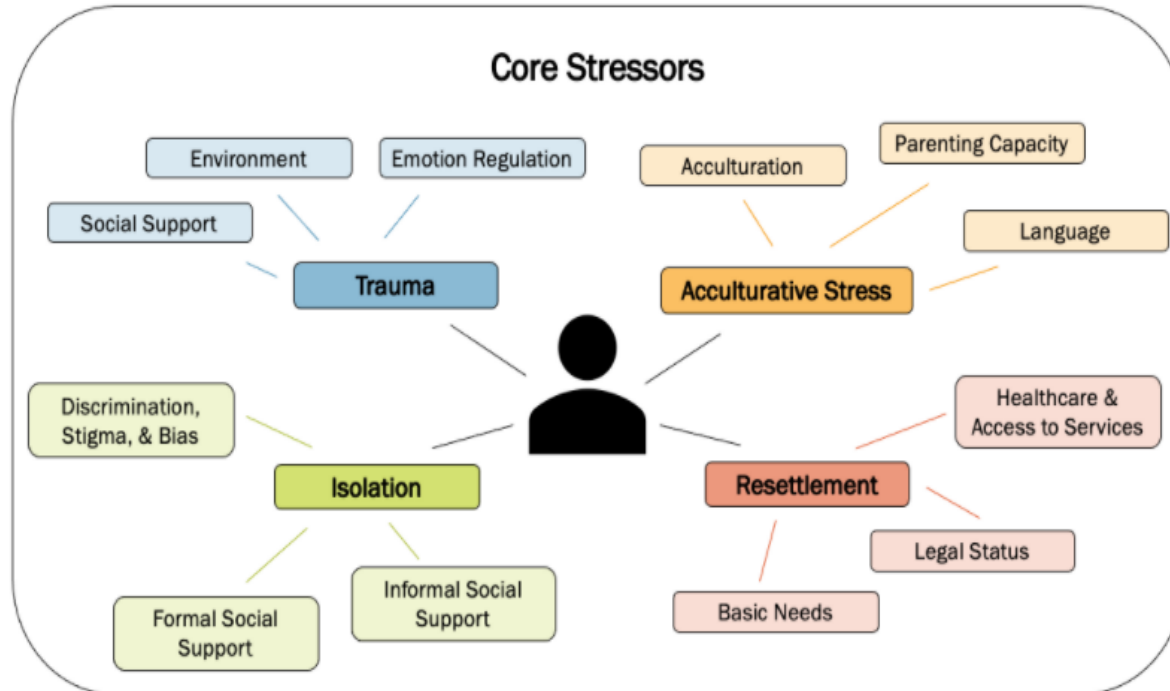 Core Stressors
Environment
Emotion Regulation
Social Support
Trauma
Acculturation
Parenting Capacity
Language
Acculturative Stress
Discrimination,
Stigma, & Bias
Isolation
Formal Social
Support
Informal Social
Support
Healthcare &
Access to Services
Resettlement
Legal Status
Basic Needs